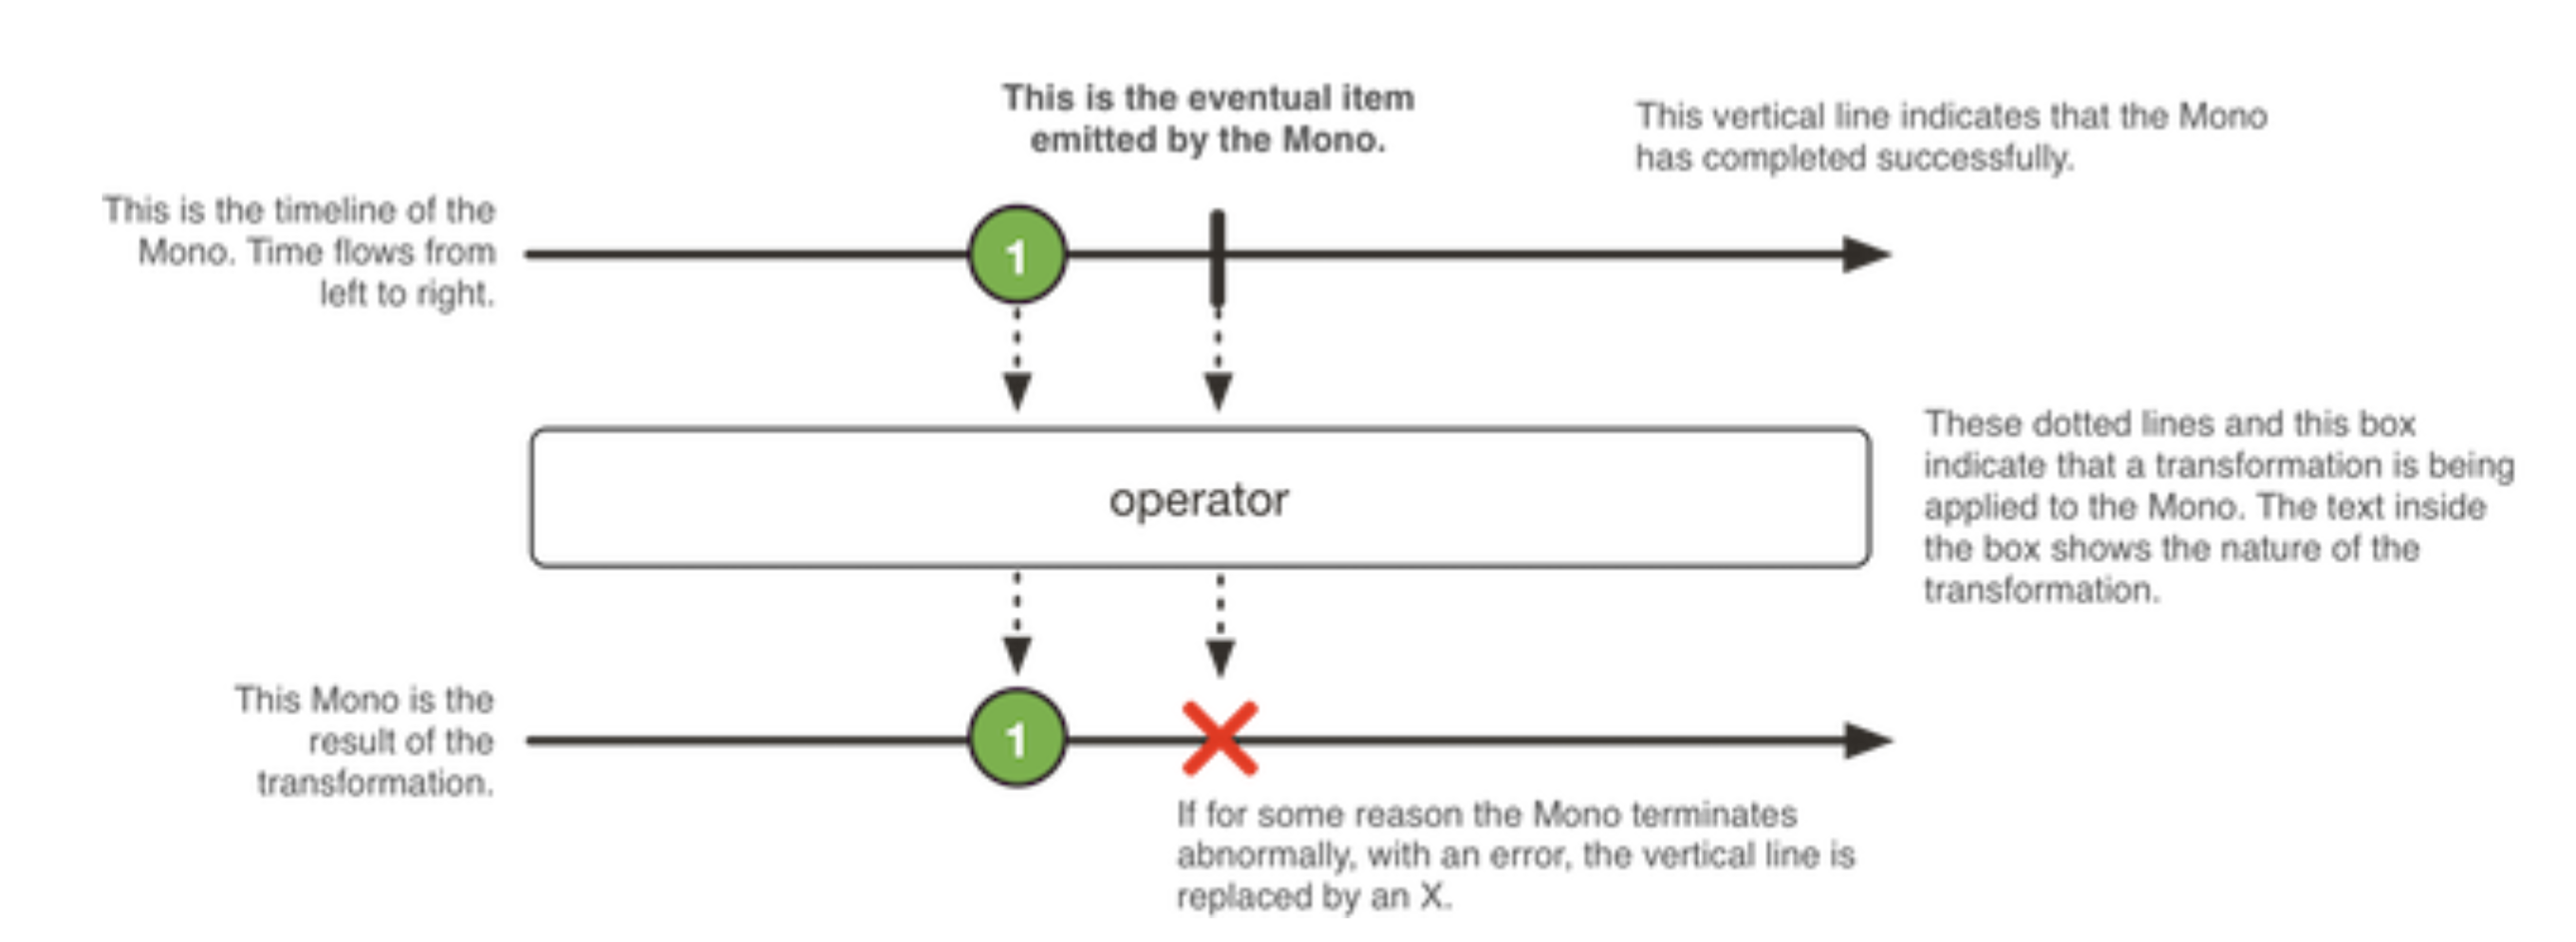 This is the eventual item
emitted by the Mono.
This vertical line indicates that the Mono
has completed successfully.
This is the timeline of the
Mono. Time flows from
left to right.
1
operator
These dotted lines and this box
indicate that a transformation is being
applied to the Mono. The text inside
the box shows the nature of the
transformation.
This Mono is the
result of the
transformation.
1
If for some reason the Mono terminates
abnormally, with an error, the vertical line is
replaced by an X.